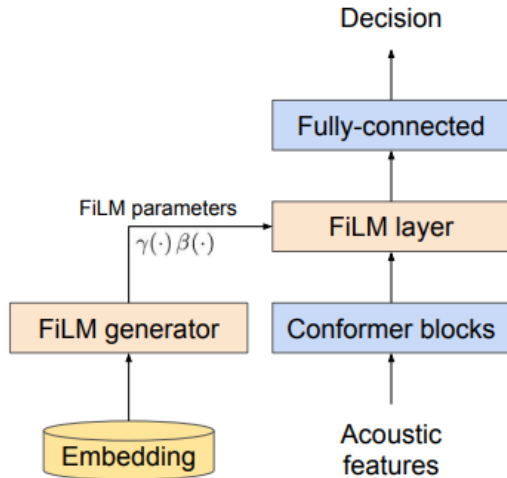 Decision
Fully-connected
FiLM parameters
γ(·) β(·)
FiLM layer
FiLM generator
Conformer blocks
Embedding
Acoustic
features